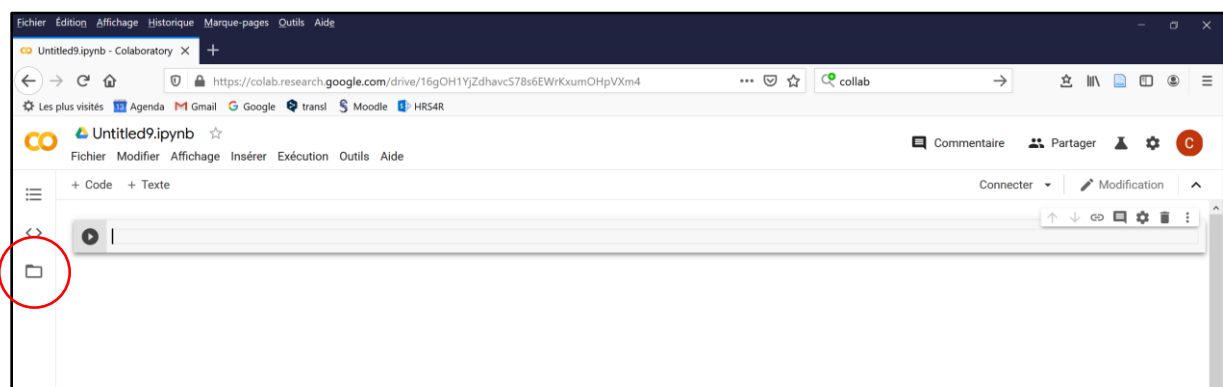 Fichier Édition Affichage Historique Marque-pages Outils Aide
Untitled9.ipynb - Colaboratory
https://colab.research.google.com/drive/16gOH1YjZdhavcS78s6EWrKxumOHpVXm4 collab
Les plus visités 31 Agenda Gmail Google transl Moodle HRS4R
Untitled9.ipynb
Commentaire Partager C
Fichier Modifier Affichage Insérer Exécution Outils Aide
+ Code + Texte Connecter Modification